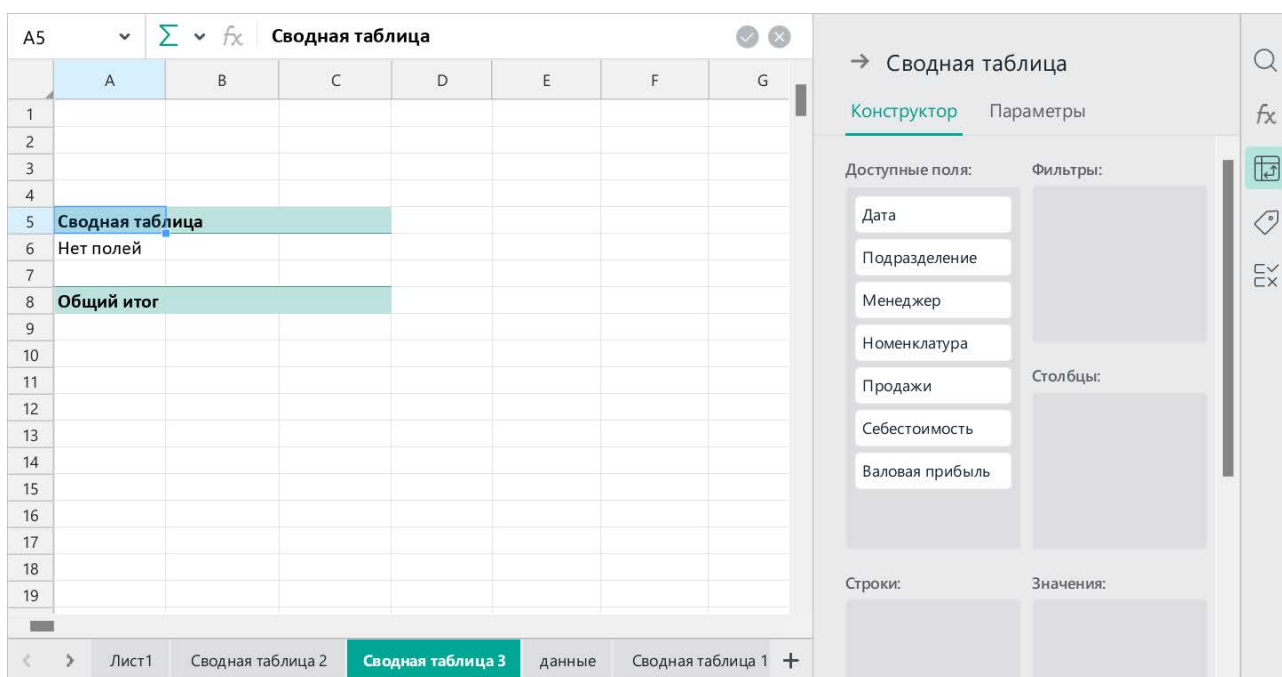 A5 Σ fx Сводная таблица
A B C D E F G
1
2
3
4
5 Сводная таблица
6 Нет полей
7
8 Общий итог
9
10
11
12
13
14
15
16
17
18
19
Лист1 Сводная таблица 2 Сводная таблица 3 данные Сводная таблица 1 +
→ Сводная таблица
Конструктор Параметры
Доступные поля: Фильтры:
Дата
Подразделение
Менеджер
Номенклатура
Продажи
Себестоимость
Валовая прибыль
Столбцы:
Строки: Значения:
fx